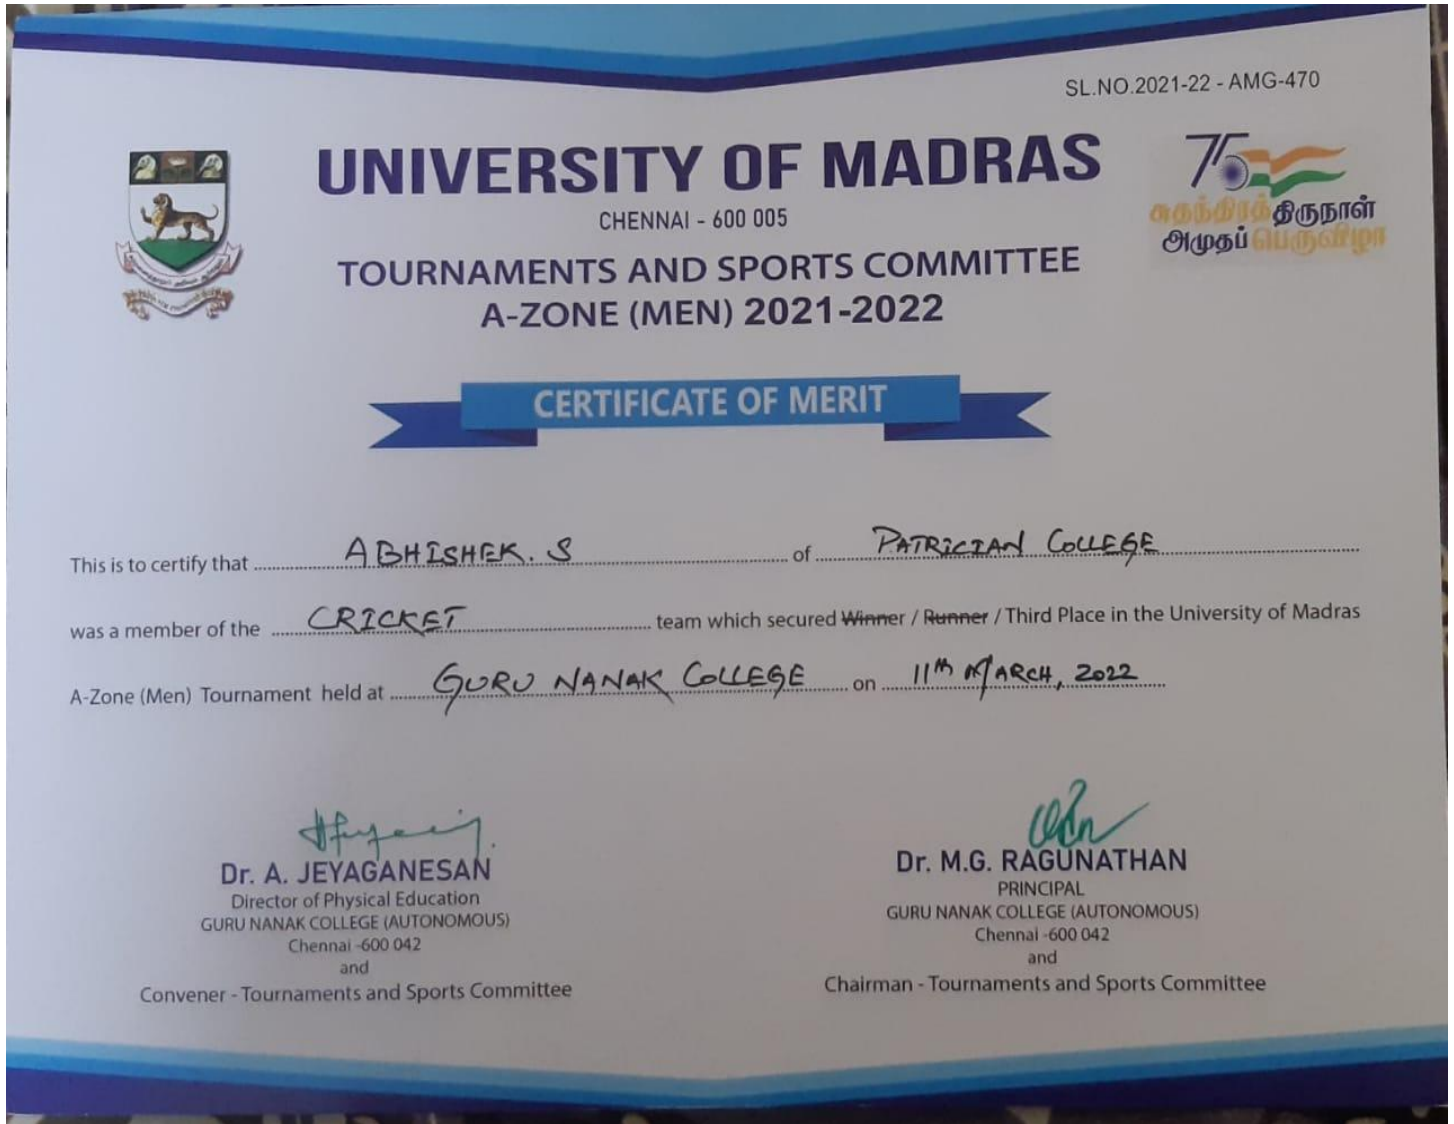 SL.NO.2021-22 - AMG-470
UNIVERSITY OF MADRAS
CHENNAI - 600 005
75
சுதந்திரத் திருநாள்
அமுதப் பெருவிழா
TOURNAMENTS AND SPORTS COMMITTEE
A-ZONE (MEN) 2021-2022
CERTIFICATE OF MERIT
This is to certify that ABHISHEK. S of PATRICIAN COLLEGE
was a member of the CRICKET team which secured Winner / Runner / Third Place in the University of Madras
A-Zone (Men) Tournament held at GURU NANAK COLLEGE on 11th MARCH, 2022
Dr. A. JEYAGANESAN
Director of Physical Education
GURU NANAK COLLEGE (AUTONOMOUS)
Chennai -600 042
and
Convener - Tournaments and Sports Committee
Dr. M.G. RAGUNATHAN
PRINCIPAL
GURU NANAK COLLEGE (AUTONOMOUS)
Chennai -600 042
and
Chairman - Tournaments and Sports Committee